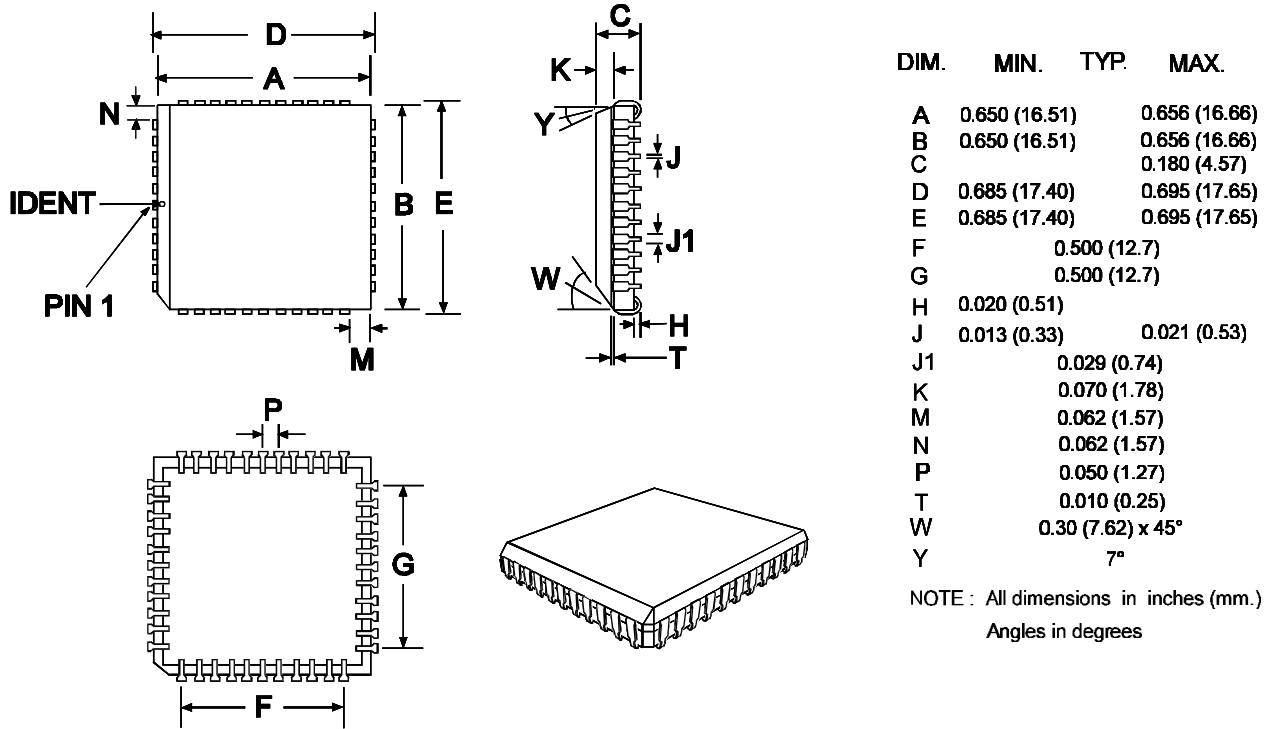 D
A
N
IDENT
B
E
PIN 1
M
C
K
Y
J
J1
W
H
T
P
G
F
DIM. MIN. TYP. MAX.
A 0.650 (16.51) 0.656 (16.66)
B 0.650 (16.51) 0.656 (16.66)
C 0.180 (4.57)
D 0.685 (17.40) 0.695 (17.65)
E 0.685 (17.40) 0.695 (17.65)
F 0.500 (12.7)
G 0.500 (12.7)
H 0.020 (0.51)
J 0.013 (0.33) 0.021 (0.53)
J1 0.029 (0.74)
K 0.070 (1.78)
M 0.062 (1.57)
N 0.062 (1.57)
P 0.050 (1.27)
T 0.010 (0.25)
W 0.30 (7.62) x 45°
Y 7°
NOTE : All dimensions in inches (mm.)
Angles in degrees